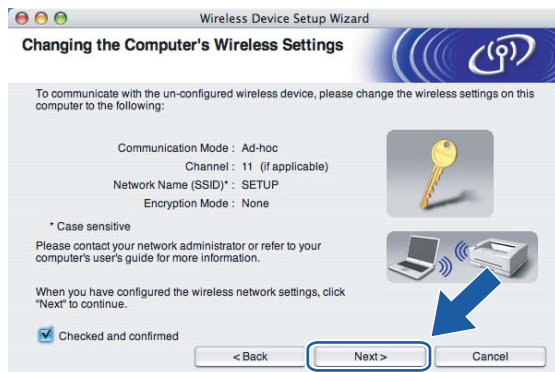 Wireless Device Setup Wizard
Changing the Computer's Wireless Settings
To communicate with the un-configured wireless device, please change the wireless settings on this
computer to the following:
Communication Mode : Ad-hoc
Channel : 11 (if applicable)
Network Name (SSID)* : SETUP
Encryption Mode : None
* Case sensitive
Please contact your network administrator or refer to your
computer's user's guide for more information.
When you have configured the wireless network settings, click
"Next" to continue.
Checked and confirmed
< Back
Next >
Cancel